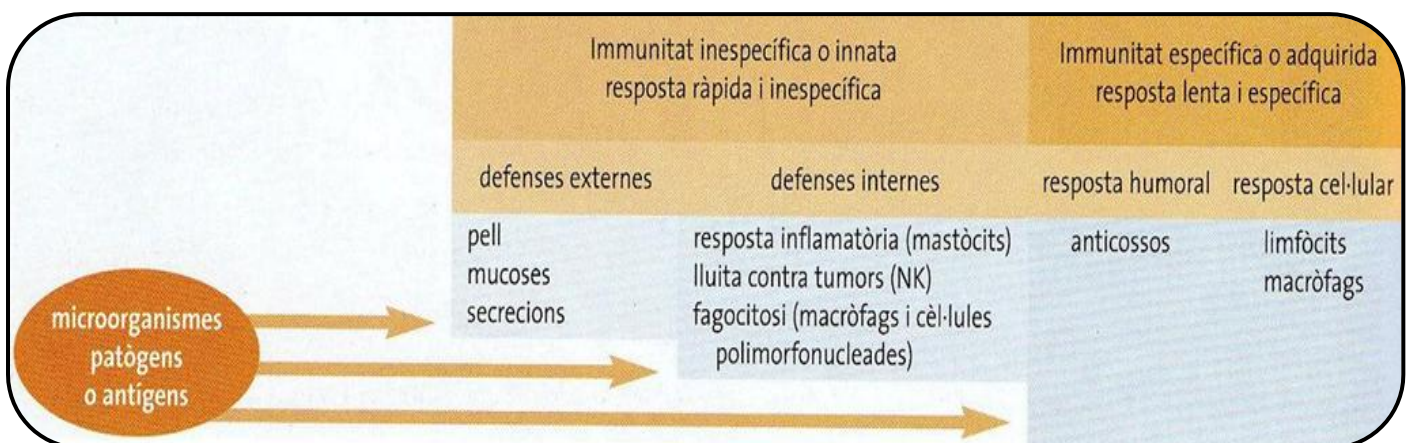 Immunitat inespecífica o innata
resposta ràpida i inespecífica
Immunitat específica o adquirida
resposta lenta i específica
defenses externes
defenses internes
resposta humoral
resposta cel·lular
pell
mucoses
secrecions
resposta inflamatòria (mastòcits)
lluita contra tumors (NK)
fagocitosi (macròfags i cèl·lules
polimorfonucleades)
anticossos
limfòcits
macròfags
microorganismes
patògens
o antígens